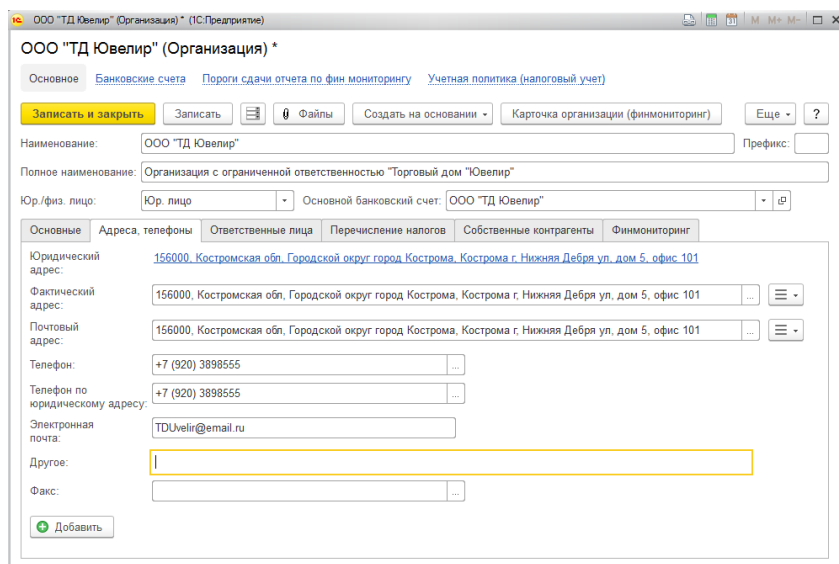 ООО "ТД Ювелир" (Организация) * (1С:Предприятие) M M+ M-
ООО "ТД Ювелир" (Организация) *
Основное Банковские счета Пороги сдачи отчета по фин мониторингу Учетная политика (налоговый учет)
Записать и закрыть Записать Файлы Создать на основании Карточка организации (финмониторинг) Еще ?
Наименование: ООО "ТД Ювелир" Префикс:
Полное наименование: Организация с ограниченной ответственностью "Торговый дом "Ювелир"
Юр./физ. лицо: Юр. лицо Основной банковский счет: ООО "ТД Ювелир"
Основные Адреса, телефоны Ответственные лица Перечисление налогов Собственные контрагенты Финмониторинг
Юридический адрес: 156000, Костромская обл, Городской округ город Кострома, Кострома г, Нижняя Дебря ул, дом 5, офис 101
Фактический адрес: 156000, Костромская обл, Городской округ город Кострома, Кострома г, Нижняя Дебря ул, дом 5, офис 101 ...
Почтовый адрес: 156000, Костромская обл, Городской округ город Кострома, Кострома г, Нижняя Дебря ул, дом 5, офис 101 ...
Телефон: +7 (920) 3898555 ...
Телефон по юридическому адресу: +7 (920) 3898555 ...
Электронная почта: TDUvelir@email.ru
Другое:
Факс: ...
Добавить